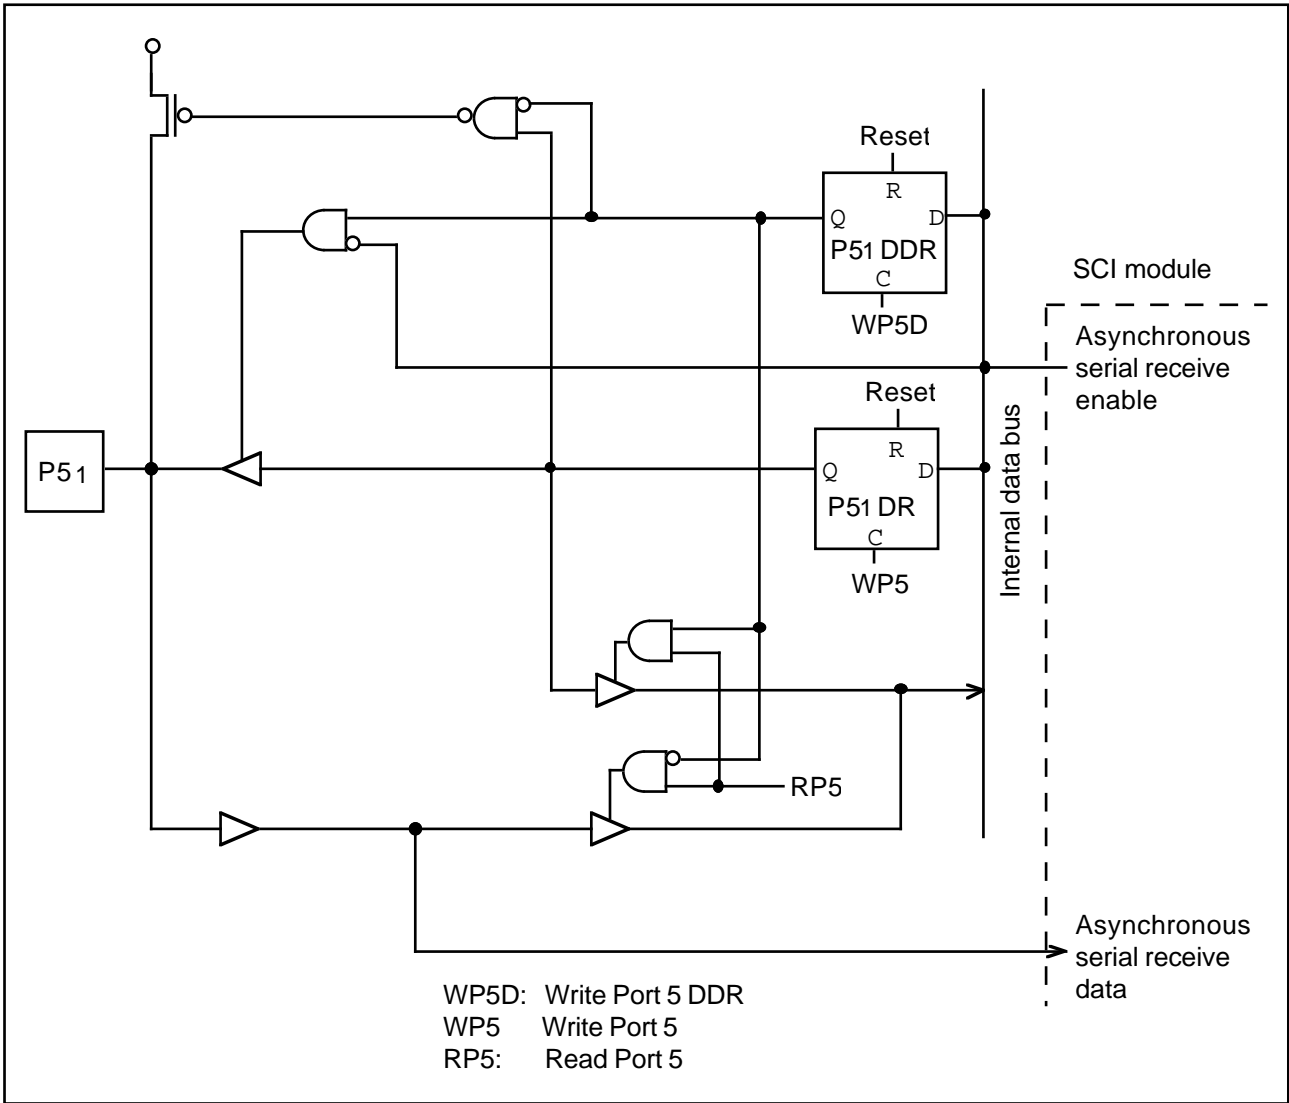 Reset
R
Q
D
P51 DDR
C
WP5D
SCI module
Asynchronous
serial receive
enable
Reset
R
Q
D
P51 DR
C
WP5
Internal data bus
P51
RP5
Asynchronous
serial receive
data
WP5D: Write Port 5 DDR
WP5 Write Port 5
RP5: Read Port 5